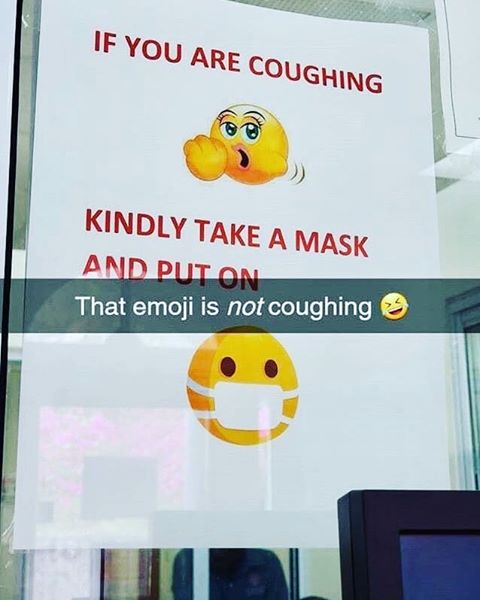 IF YOU ARE COUGHING
KINDLY TAKE A MASK
AND PUT ON
That emoji is not coughing 🤣